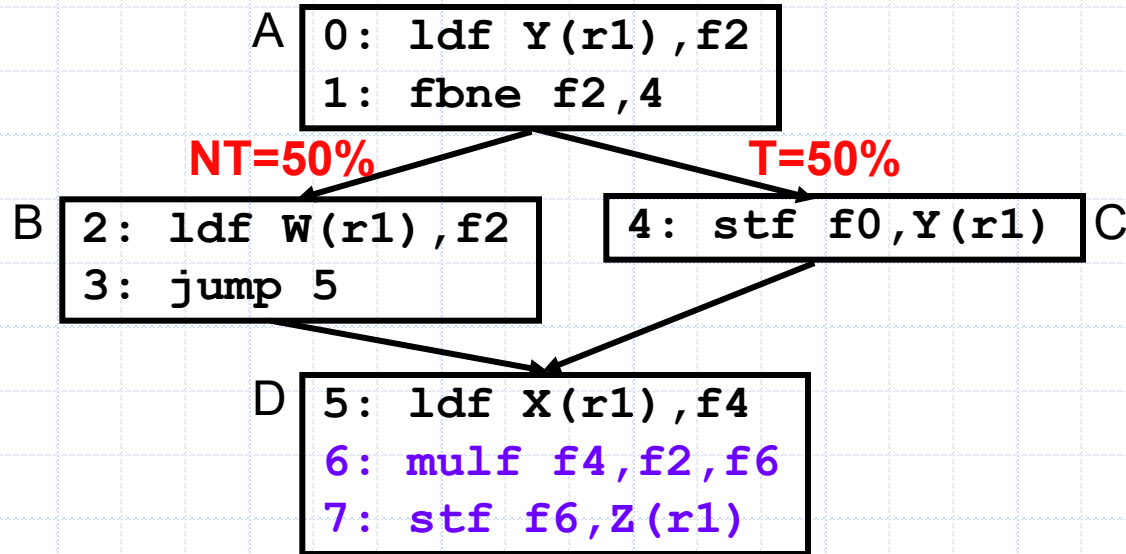 A
0: ldf Y(r1),f2
1: fbne f2,4
NT=50%
T=50%
B
2: ldf W(r1),f2
3: jump 5
4: stf f0,Y(r1)
C
D
5: ldf X(r1),f4
6: mulf f4,f2,f6
7: stf f6,Z(r1)